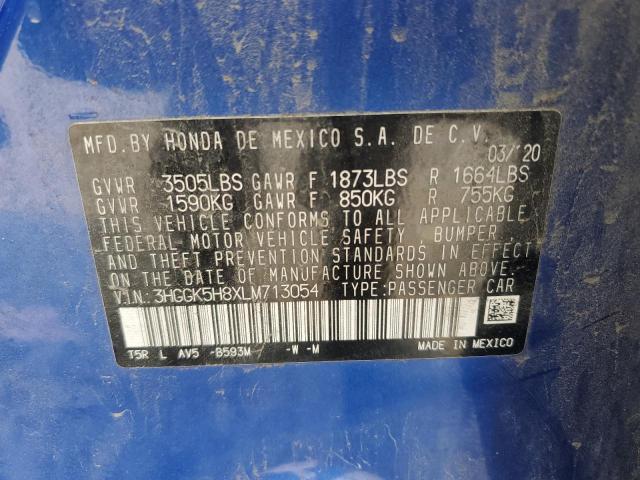 MFD. BY HONDA DE MEXICO S.A. DE C.V.
03/'20
GVWR 3505LBS GAWR F 1873LBS R 1664LBS
GVWR 1590KG GAWR F 850KG R 755KG
THIS VEHICLE CONFORMS TO ALL APPLICABLE
FEDERAL MOTOR VEHICLE SAFETY BUMPER
AND THEFT PREVENTION STANDARDS IN EFFECT
ON THE DATE OF MANUFACTURE SHOWN ABOVE.
V.I.N: 3HGGK5H8XLM713054 TYPE:PASSENGER CAR
T5R L AV5 -B593M -W -M
MADE IN MEXICO